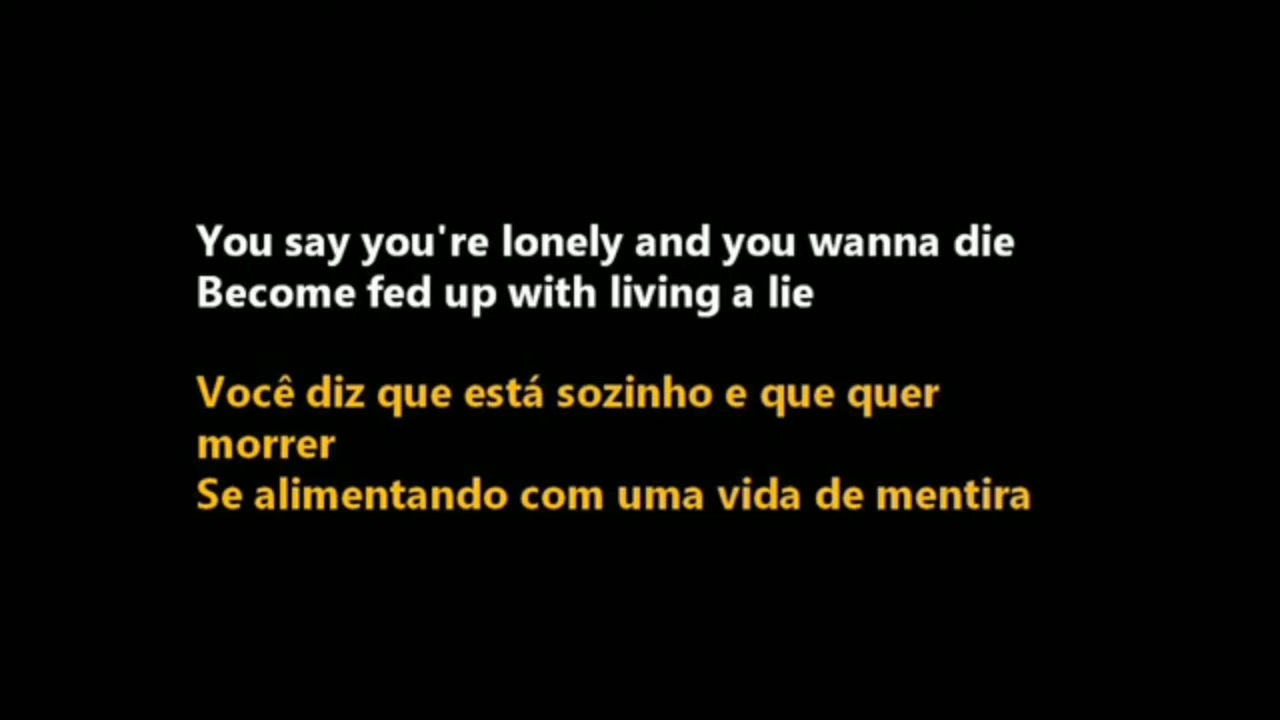 You say you're lonely and you wanna die
Become fed up with living a lie
Você diz que está sozinho e que quer
morrer
Se alimentando com uma vida de mentira